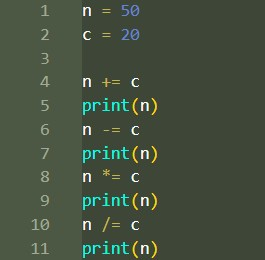 1 n = 50
2 c = 20
3
4 n += c
5 print(n)
6 n -= c
7 print(n)
8 n *= c
9 print(n)
10 n /= c
11 print(n)